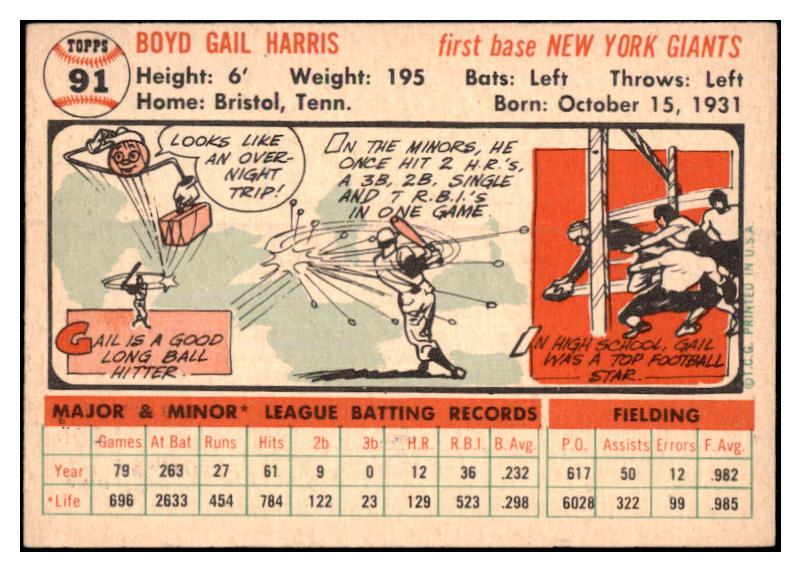 TOPPS
91
BOYD GAIL HARRIS
first base NEW YORK GIANTS
Height: 6' Weight: 195 Bats: Left Throws: Left
Home: Bristol, Tenn. Born: October 15, 1931
LOOKS LIKE
AN OVER-
NIGHT
TRIP!
IN THE MINORS, HE
ONCE HIT 2 H.R.'s,
A 3B, 2B, SINGLE
AND 7 R.B.I.'s
IN ONE GAME.
GAIL IS A GOOD
LONG BALL
HITTER.
IN HIGH SCHOOL, GAIL
WAS A TOP FOOTBALL
STAR.
© T.C.G. PRINTED IN U.S.A.
MAJOR & MINOR* LEAGUE BATTING RECORDS FIELDING
Games At Bat Runs Hits 2b 3b H.R. R.B.I. B. Avg. P.O. Assists Errors F. Avg.
Year 79 263 27 61 9 0 12 36 .232 617 50 12 .982
*Life 696 2633 454 784 122 23 129 523 .298 6028 322 99 .985